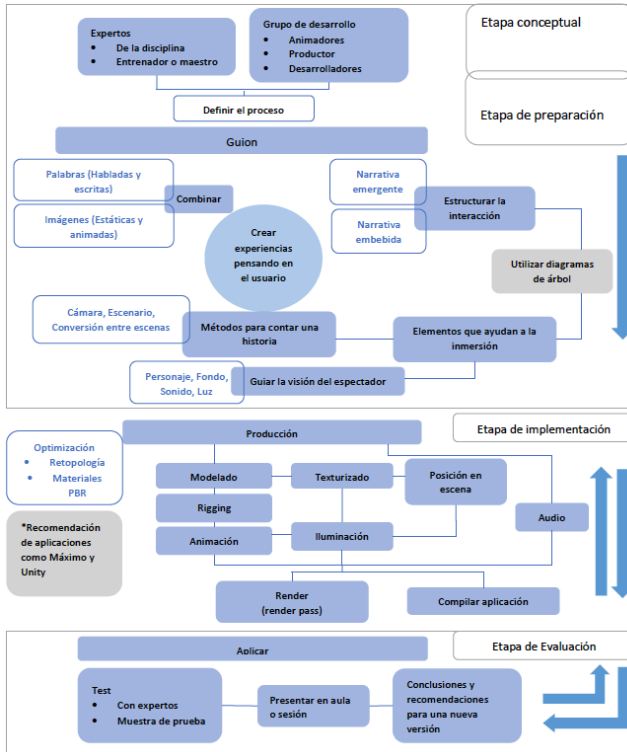 Expertos
• De la disciplina
• Entrenador o maestro
Grupo de desarrollo
• Animadores
• Productor
• Desarrolladores
Etapa conceptual
Definir el proceso
Etapa de preparación
Guion
Palabras (Habladas y
escritas)
Combinar
Imágenes (Estáticas y
animadas)
Narrativa
emergente
Narrativa
embebida
Estructurar la
interacción
Crear
experiencias
pensando en
el usuario
Utilizar diagramas
de árbol
Cámara, Escenario,
Conversión entre escenas
Métodos para contar una
historia
Elementos que ayudan a la
inmersión
Personaje, Fondo,
Sonido, Luz
Guiar la visión del espectador
Etapa de implementación
Producción
Optimización
• Retopología
• Materiales
PBR
Modelado
Texturizado
Posición en
escena
Rigging
Animación
Iluminación
Audio
*Recomendación
de aplicaciones
como Máximo y
Unity
Render
(render pass)
Compilar aplicación
Etapa de Evaluación
Aplicar
Test
• Con expertos
• Muestra de prueba
Presentar en aula
o sesión
Conclusiones y
recomendaciones
para una nueva
versión